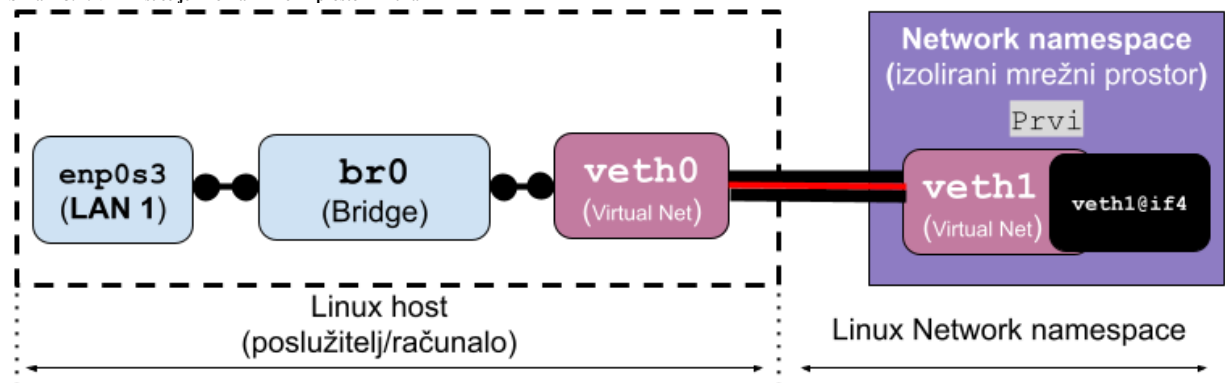 Network namespace
(izolirani mrežni prostor)
Prvi
enp0s3
(LAN 1)
br0
(Bridge)
veth0
(Virtual Net)
veth1
(Virtual Net)
veth1@if4
Linux host
(poslužitelj/računalo)
Linux Network namespace